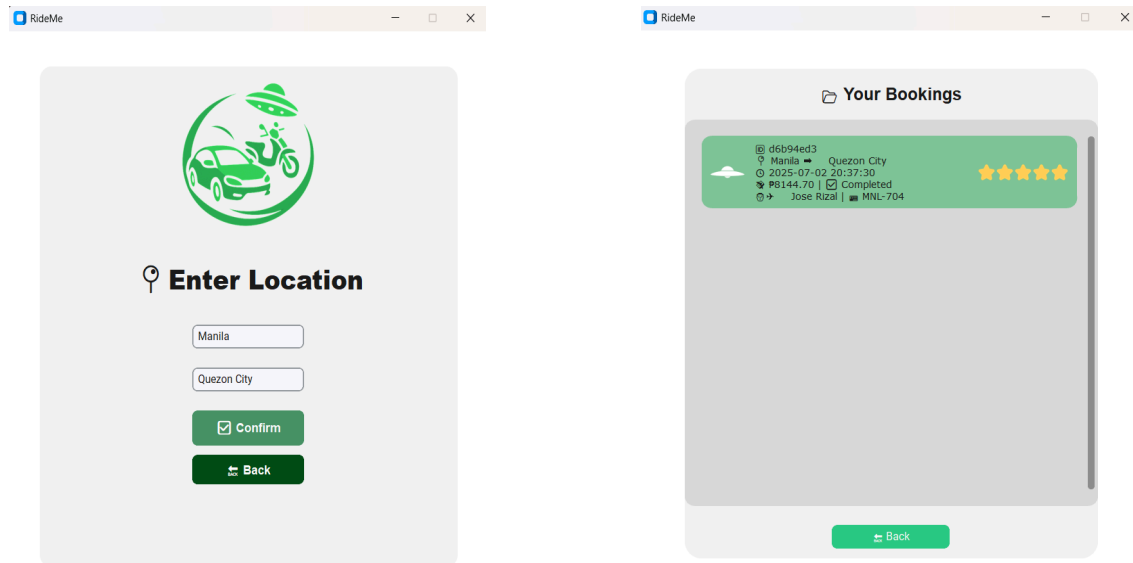 RideMe
Enter Location
Manila
Quezon City
Confirm
Back
RideMe
Your Bookings
ID d6b94ed3
Manila ➡ Quezon City
2025-07-02 20:37:30
₱8144.70 | ☑ Completed
Jose Rizal | MNL-704
Back